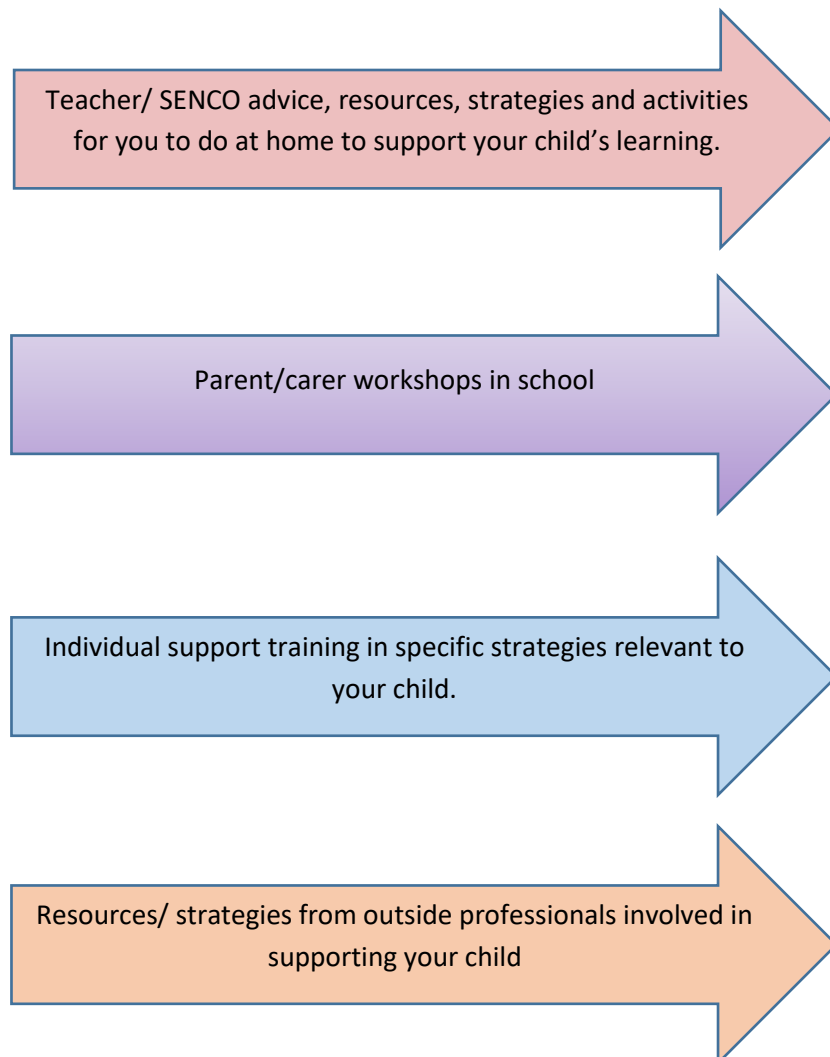 Teacher/ SENCO advice, resources, strategies and activities
for you to do at home to support your child’s learning.
Parent/carer workshops in school
Individual support training in specific strategies relevant to
your child.
Resources/ strategies from outside professionals involved in
supporting your child